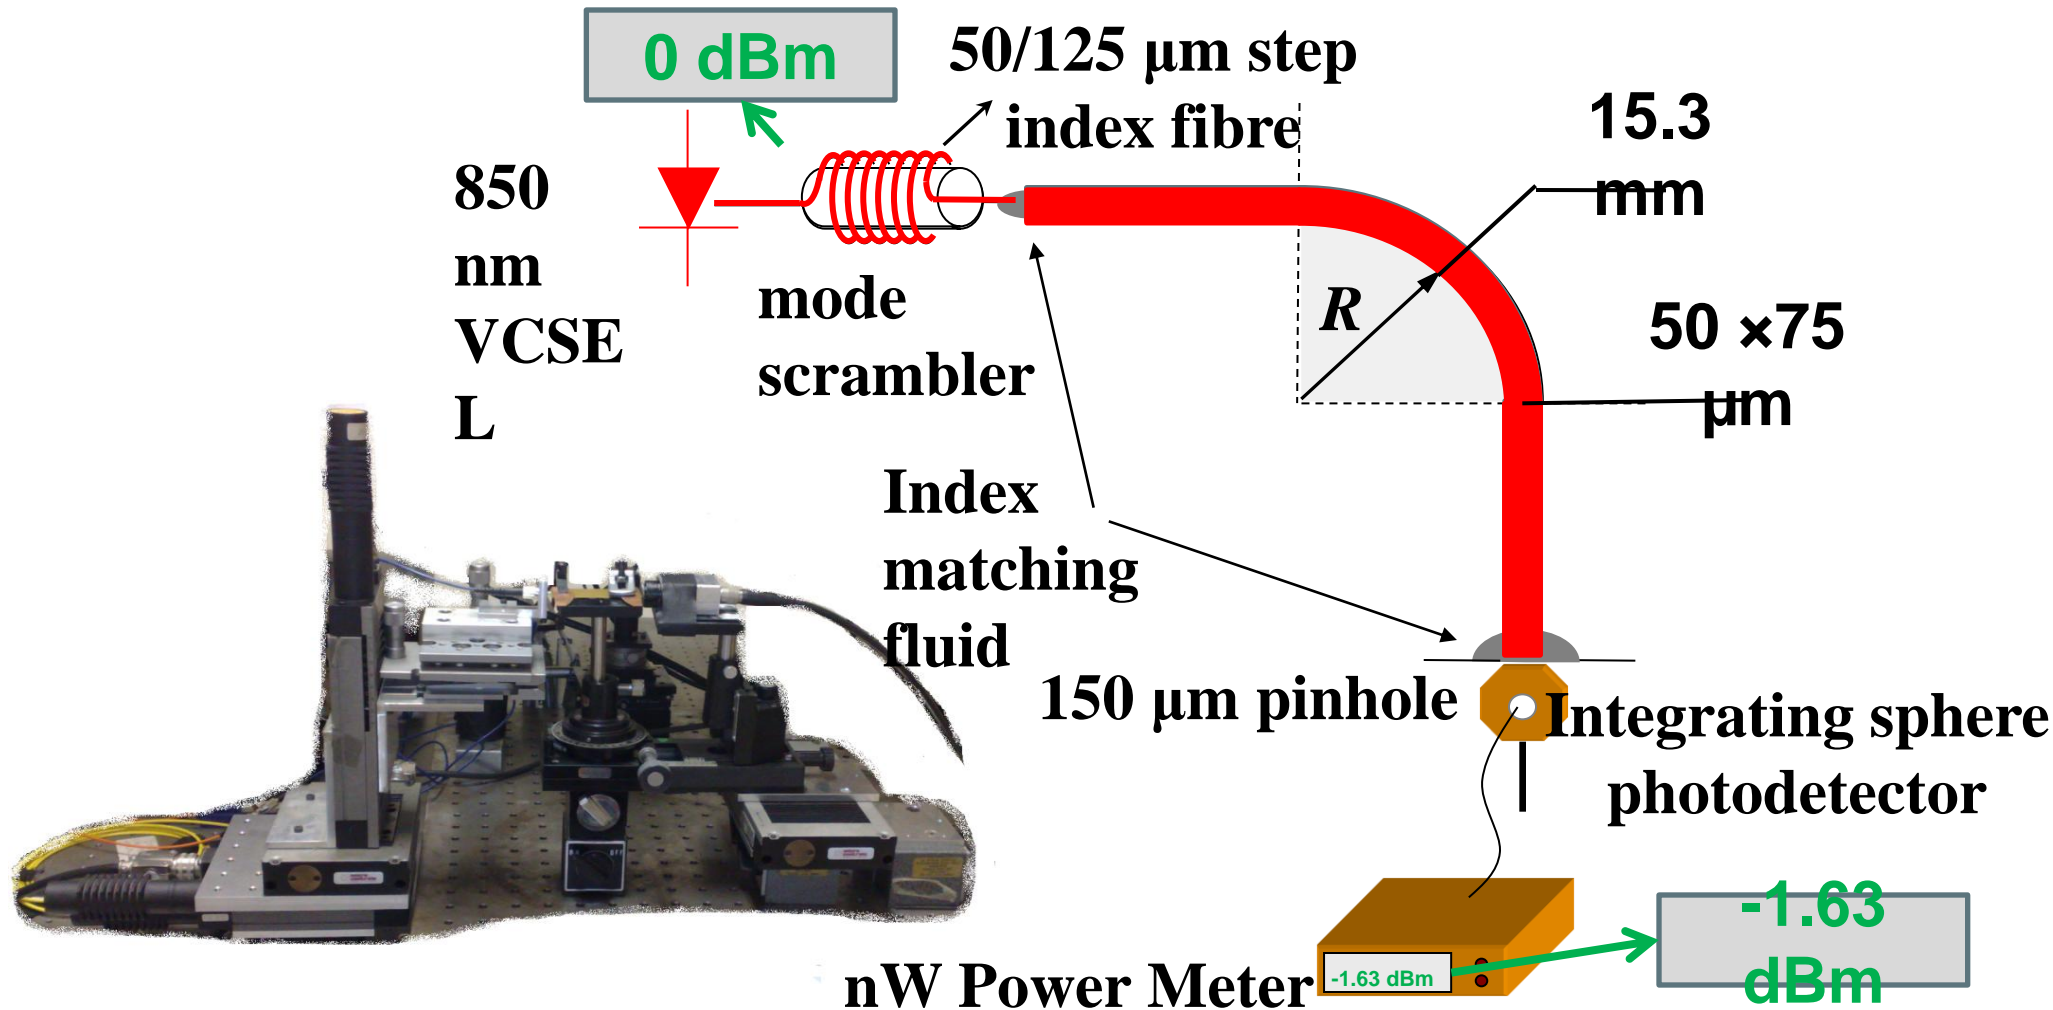 0 dBm
50/125 µm step
index fibre
15.3
mm
850
nm
VCSE
L
mode
scrambler
R
50 ×75
µm
Index
matching
fluid
150 µm pinhole
Integrating sphere
photodetector
-1.63
dBm
-1.63 dBm
nW Power Meter